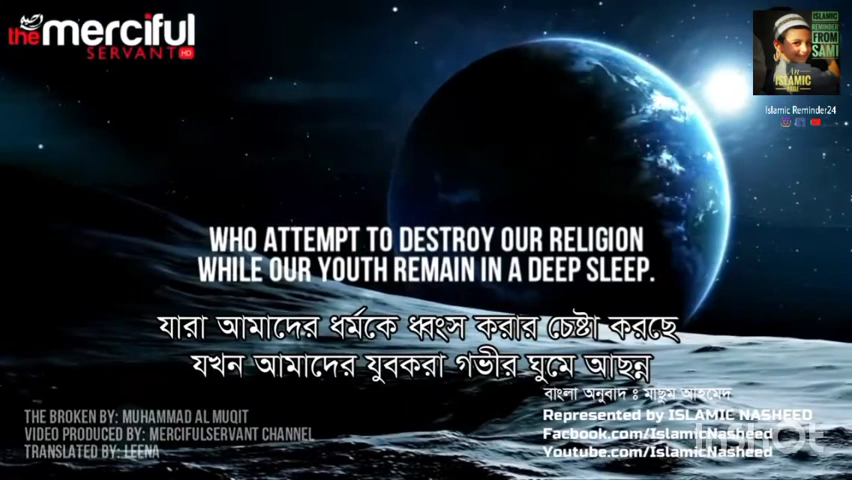 the merciful
SERVANT HD
ISLAMIC
REMINDER
FROM
SAMI
ISLAMIC
Islamic Reminder24
WHO ATTEMPT TO DESTROY OUR RELIGION
WHILE OUR YOUTH REMAIN IN A DEEP SLEEP.
যারা আমাদের ধর্মকে ধ্বংস করার চেষ্টা করছে
যখন আমাদের যুবকরা গভীর ঘুমে আছন্ন
বাংলা অনুবাদ ঃ মাছুম আহমেদ
THE BROKEN BY: MUHAMMAD AL MUQIT
VIDEO PRODUCED BY: MERCIFULSERVANT CHANNEL
TRANSLATED BY: LEENA
Represented by ISLAMIC NASHEED
Facbook.com/IslamicNasheed
Youtube.com/IslamicNasheed